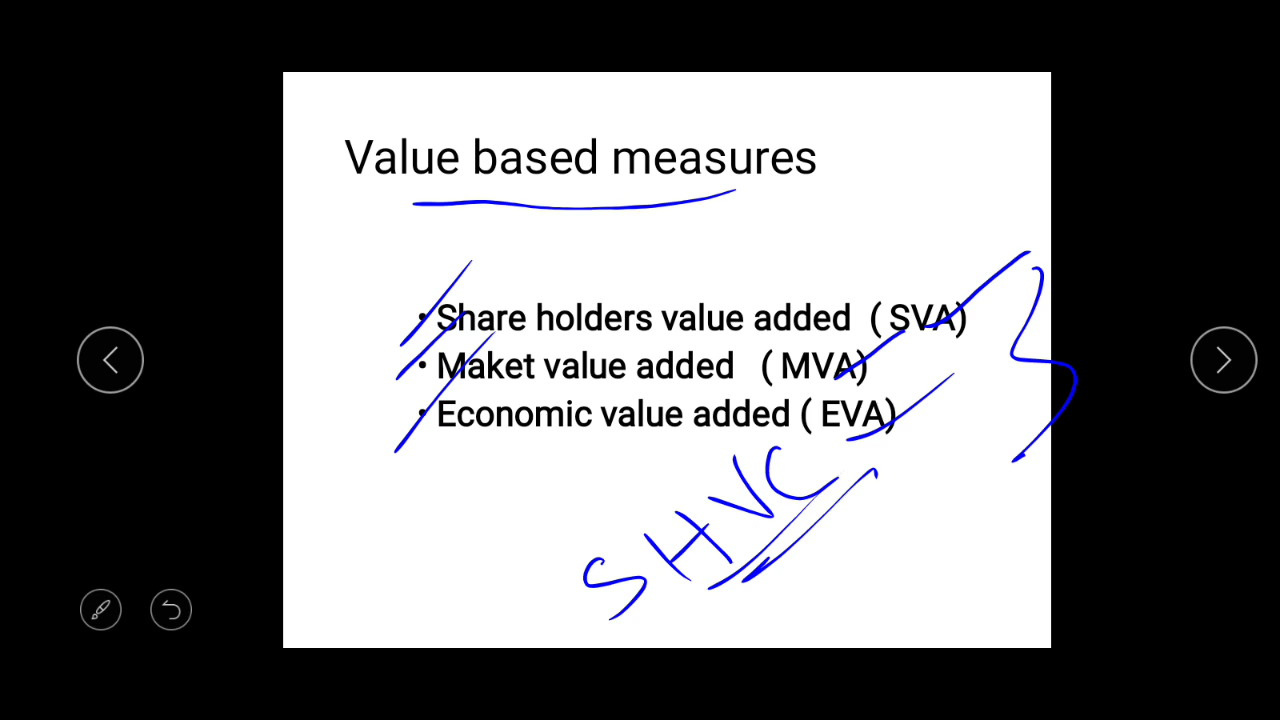 Value based measures
• Share holders value added ( SVA)
• Maket value added ( MVA)
• Economic value added ( EVA)
SHVC